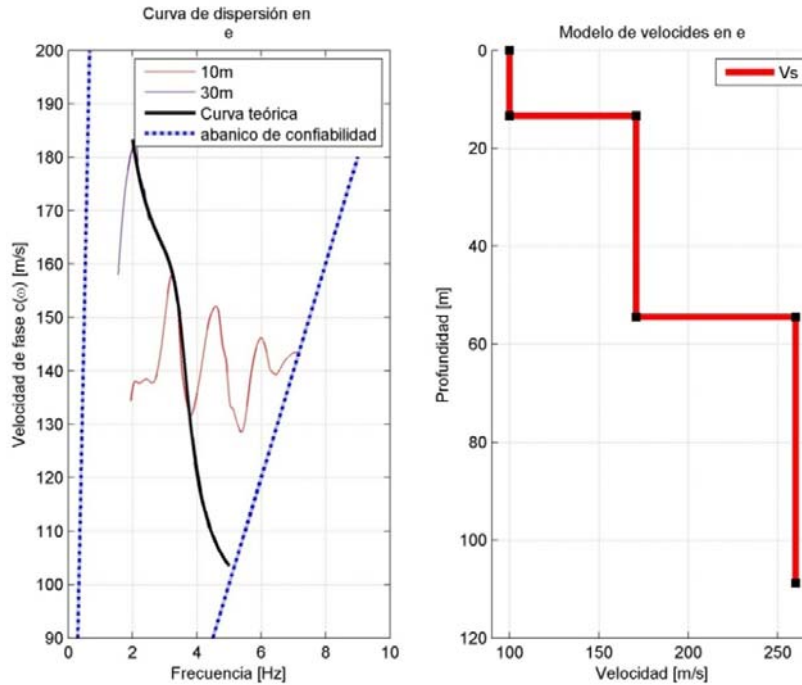 Curva de dispersión en
e
200
190
180
170
160
150
140
130
120
110
100
90
Velocidad de fase c(ω) [m/s]
10m
30m
Curva teórica
abanico de confiabilidad
0 2 4 6 8 10
Frecuencia [Hz]
Modelo de velocides en e
0
20
40
60
80
100
120
Profundidad [m]
Vs
100 150 200 250
Velocidad [m/s]